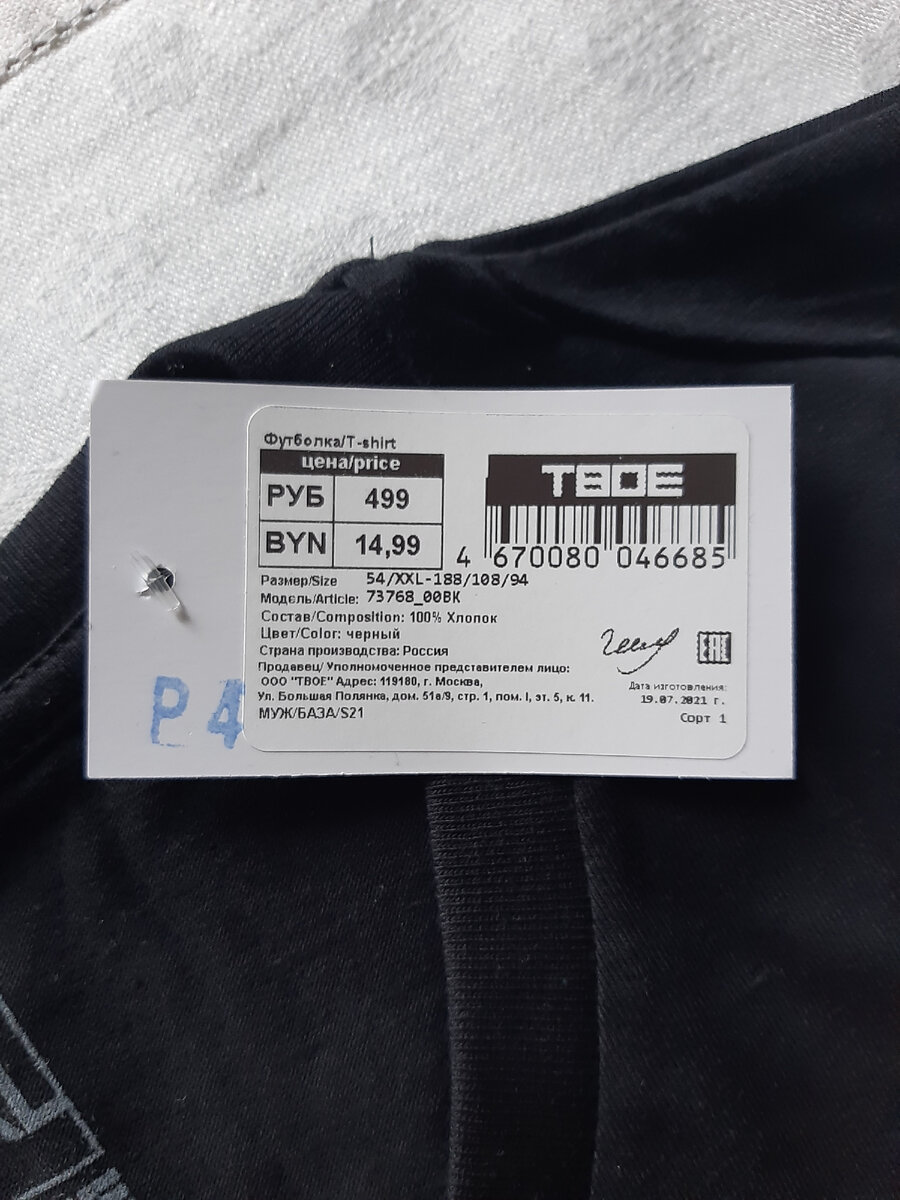 Футболка/T-shirt
цена/price
РУБ 499
BYN 14,99
ТВОЕ
4 670080 046685
Размер/Size 54/XXL-188/108/94
Модель/Article: 73768_00BK
Состав/Composition: 100% Хлопок
Цвет/Color: черный
Страна производства: Россия
Продавец/ Уполномоченное представителем лицо:
ООО "ТВОЕ" Адрес: 119180, г. Москва,
Ул. Большая Полянка, дом. 51а/9, стр. 1, пом. I, эт. 5, к. 11.
МУЖ/БАЗА/S21
EAC
Дата изготовления:
19.07.2021 г.
Сорт 1
P 4